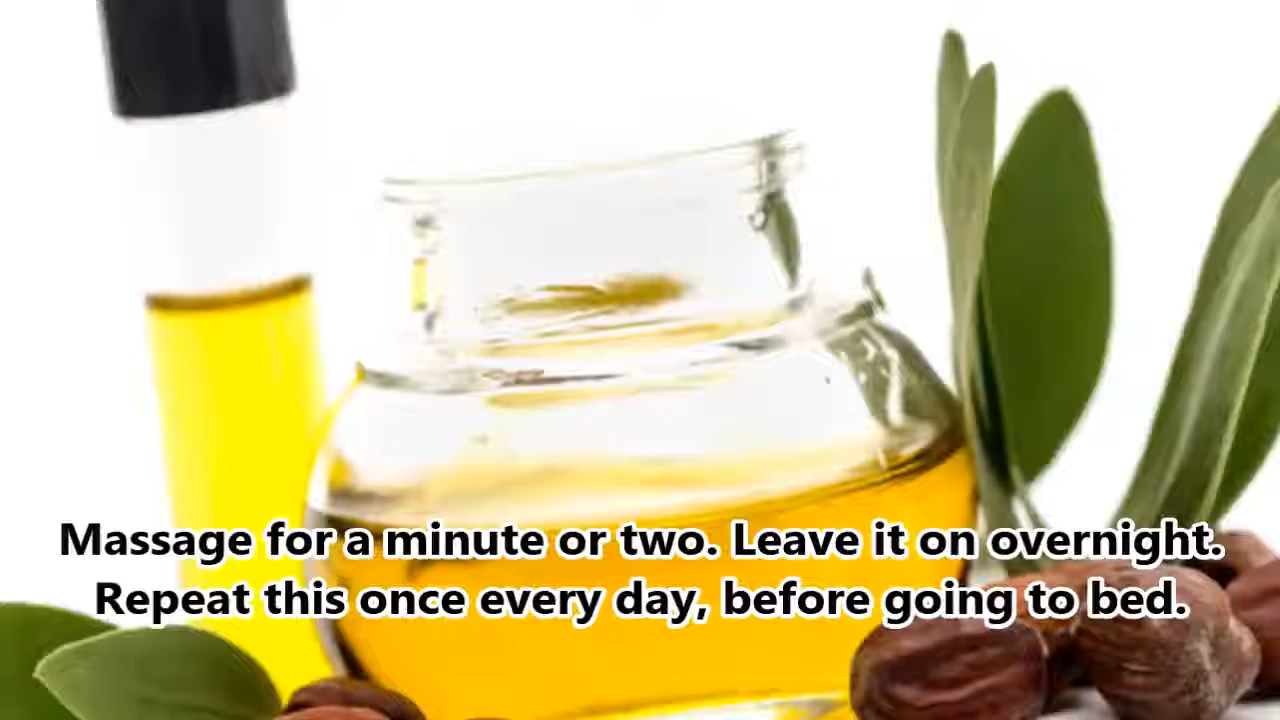 Massage for a minute or two. Leave it on overnight.
Repeat this once every day, before going to bed.